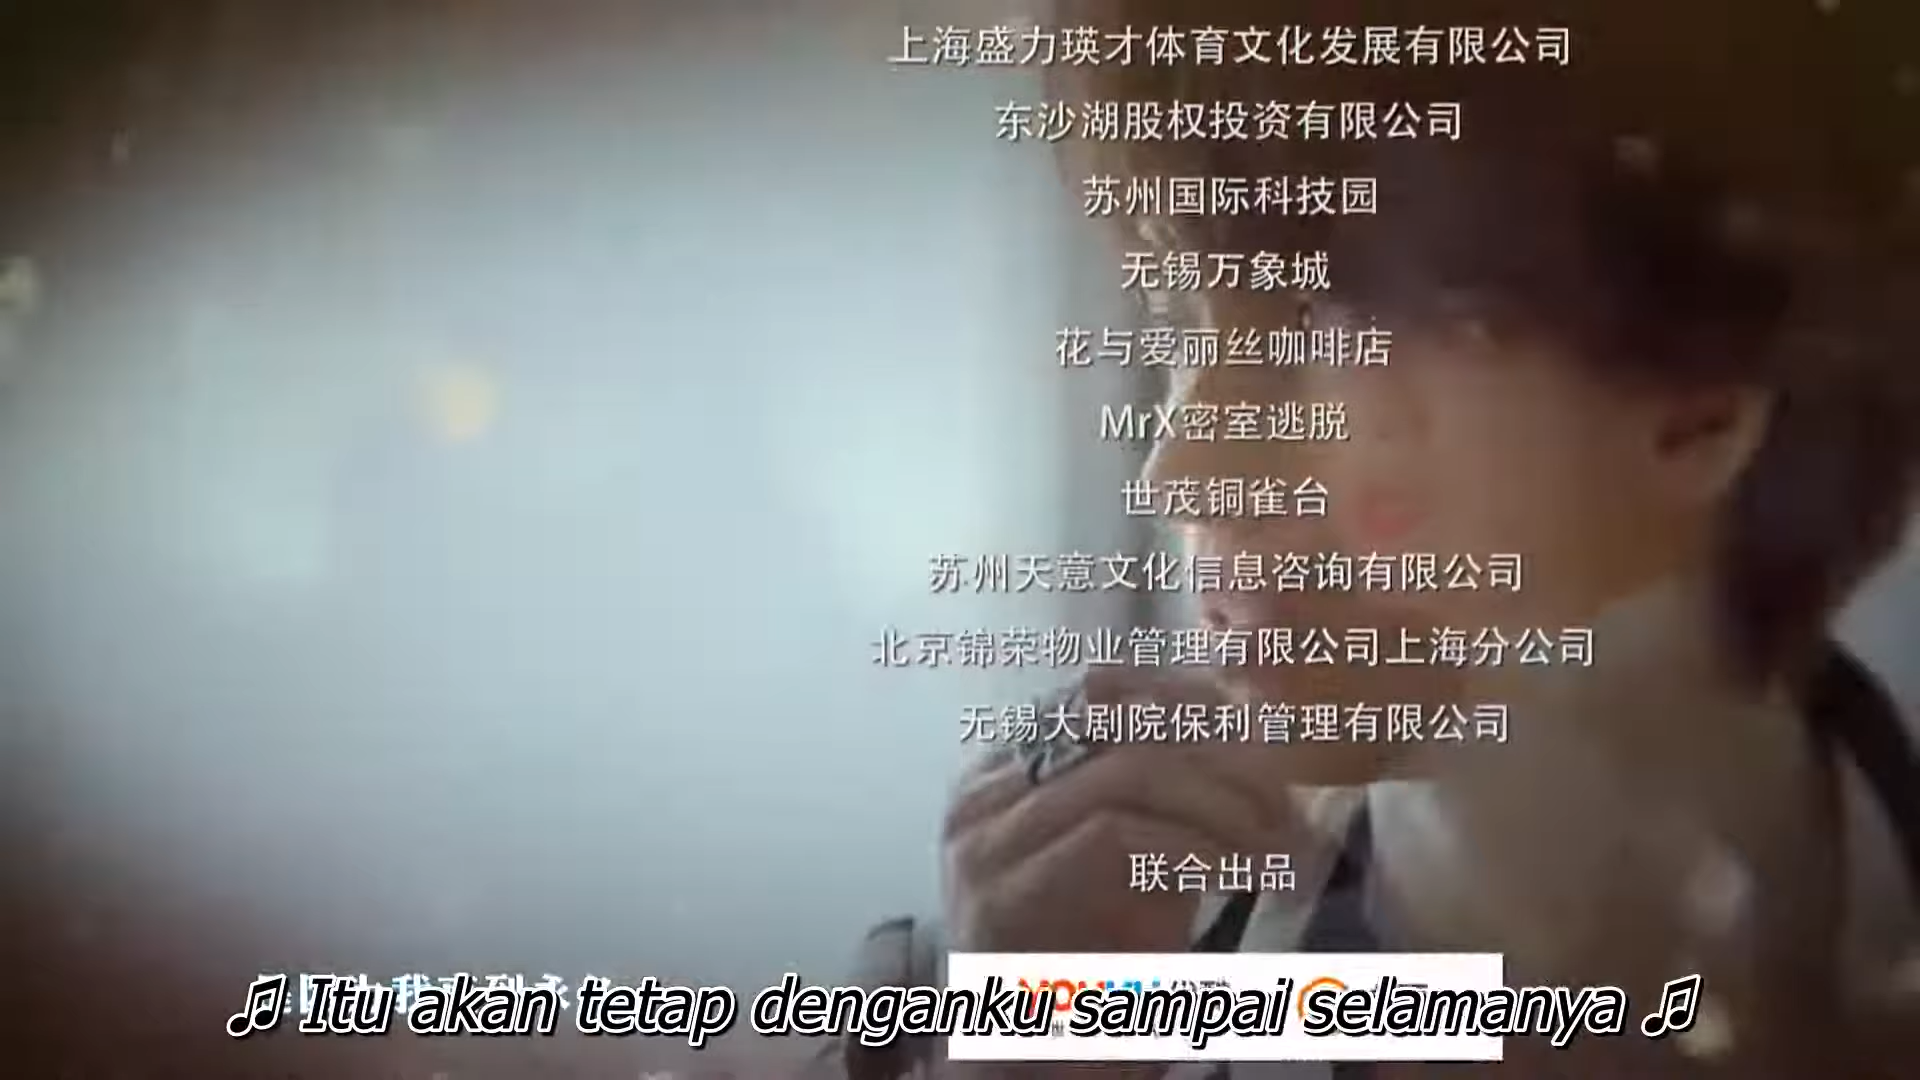 上海盛力瑛才体育文化发展有限公司
东沙湖股权投资有限公司
苏州国际科技园
无锡万象城
花与爱丽丝咖啡店
MrX密室逃脱
世茂铜雀台
苏州天意文化信息咨询有限公司
北京锦荣物业管理有限公司上海分公司
无锡大剧院保利管理有限公司
联合出品
♫ Itu akan tetap denganku sampai selamanya ♫